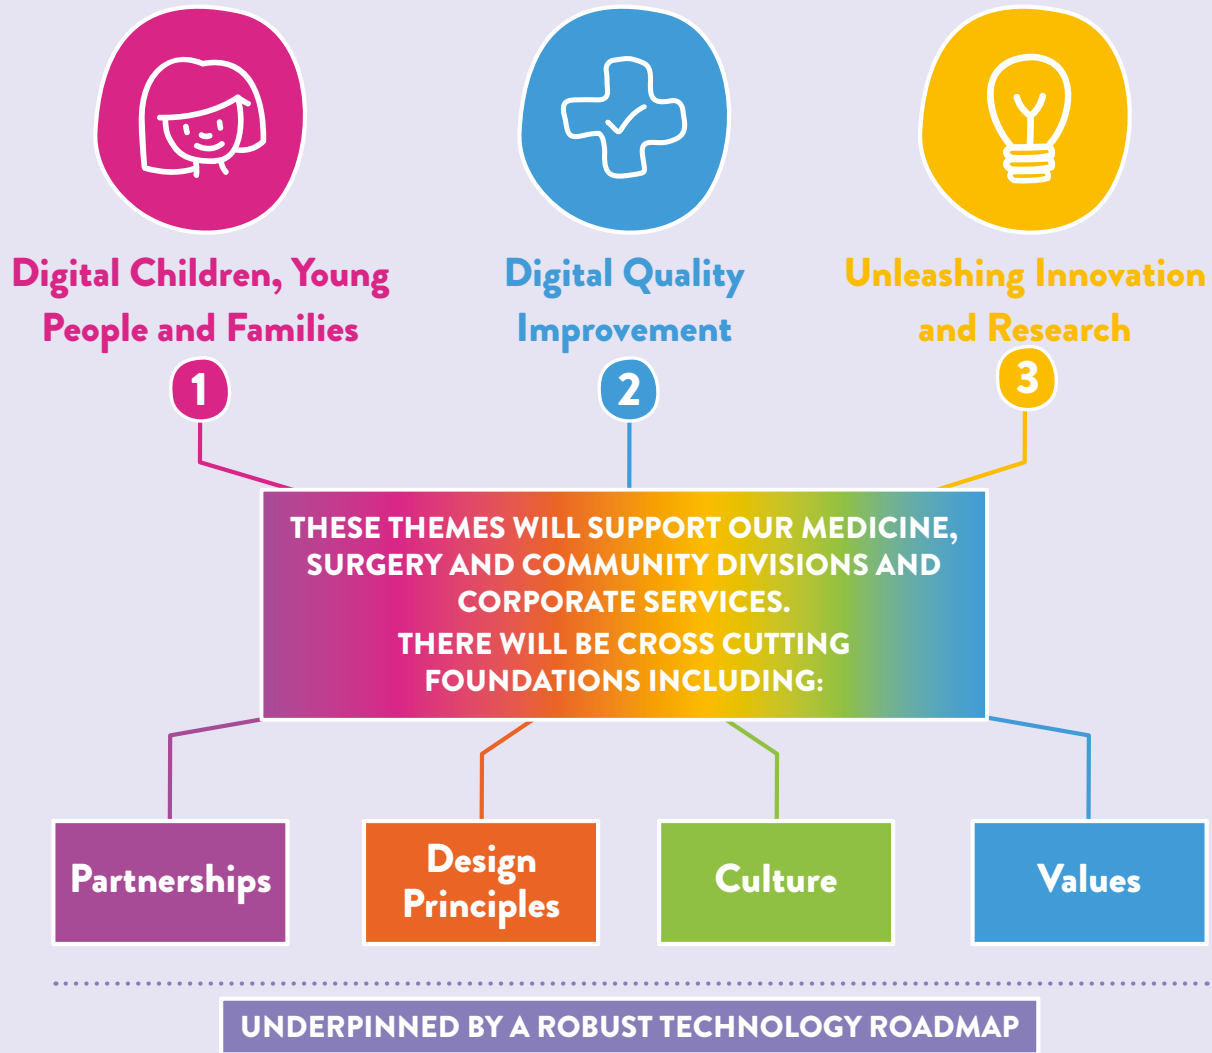 Digital Children, Young
People and Families
1
Digital Quality
Improvement
2
Unleashing Innovation
and Research
3
THESE THEMES WILL SUPPORT OUR MEDICINE,
SURGERY AND COMMUNITY DIVISIONS AND
CORPORATE SERVICES.
THERE WILL BE CROSS CUTTING
FOUNDATIONS INCLUDING:
Partnerships
Design
Principles
Culture
Values
UNDERPINNED BY A ROBUST TECHNOLOGY ROADMAP